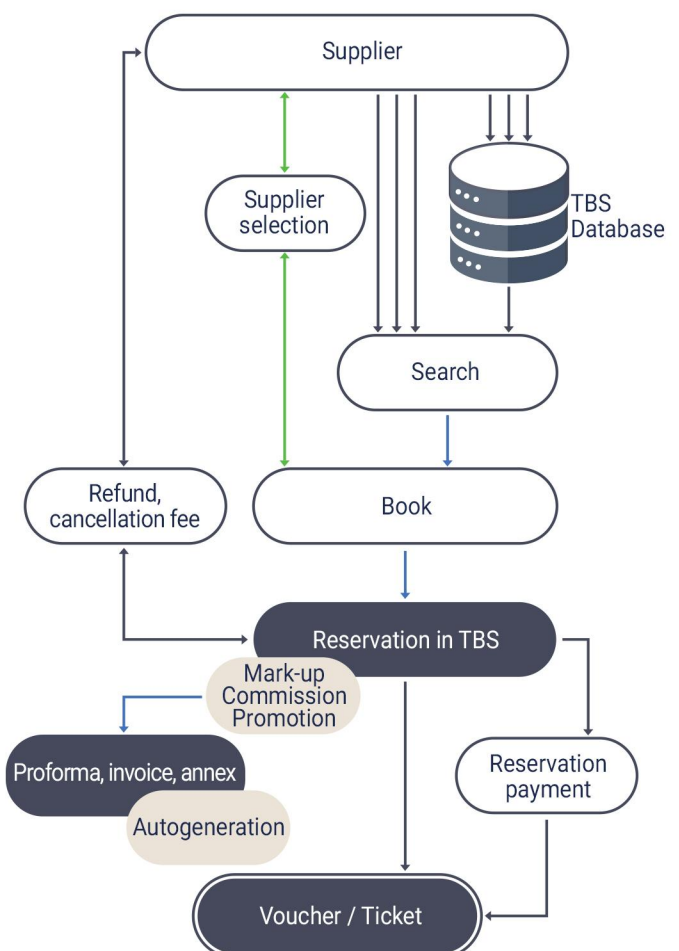 Supplier
Supplier
selection
TBS
Database
Search
Refund,
cancellation fee
Book
Reservation in TBS
Mark-up
Commission
Promotion
Proforma, invoice, annex
Reservation
payment
Autogeneration
Voucher / Ticket